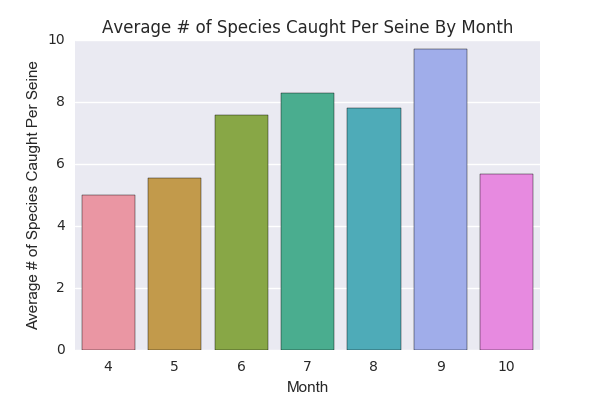 Average # of Species Caught Per Seine By Month
Average # of Species Caught Per Seine
10
8
6
4
2
0
4 5 6 7 8 9 10
Month